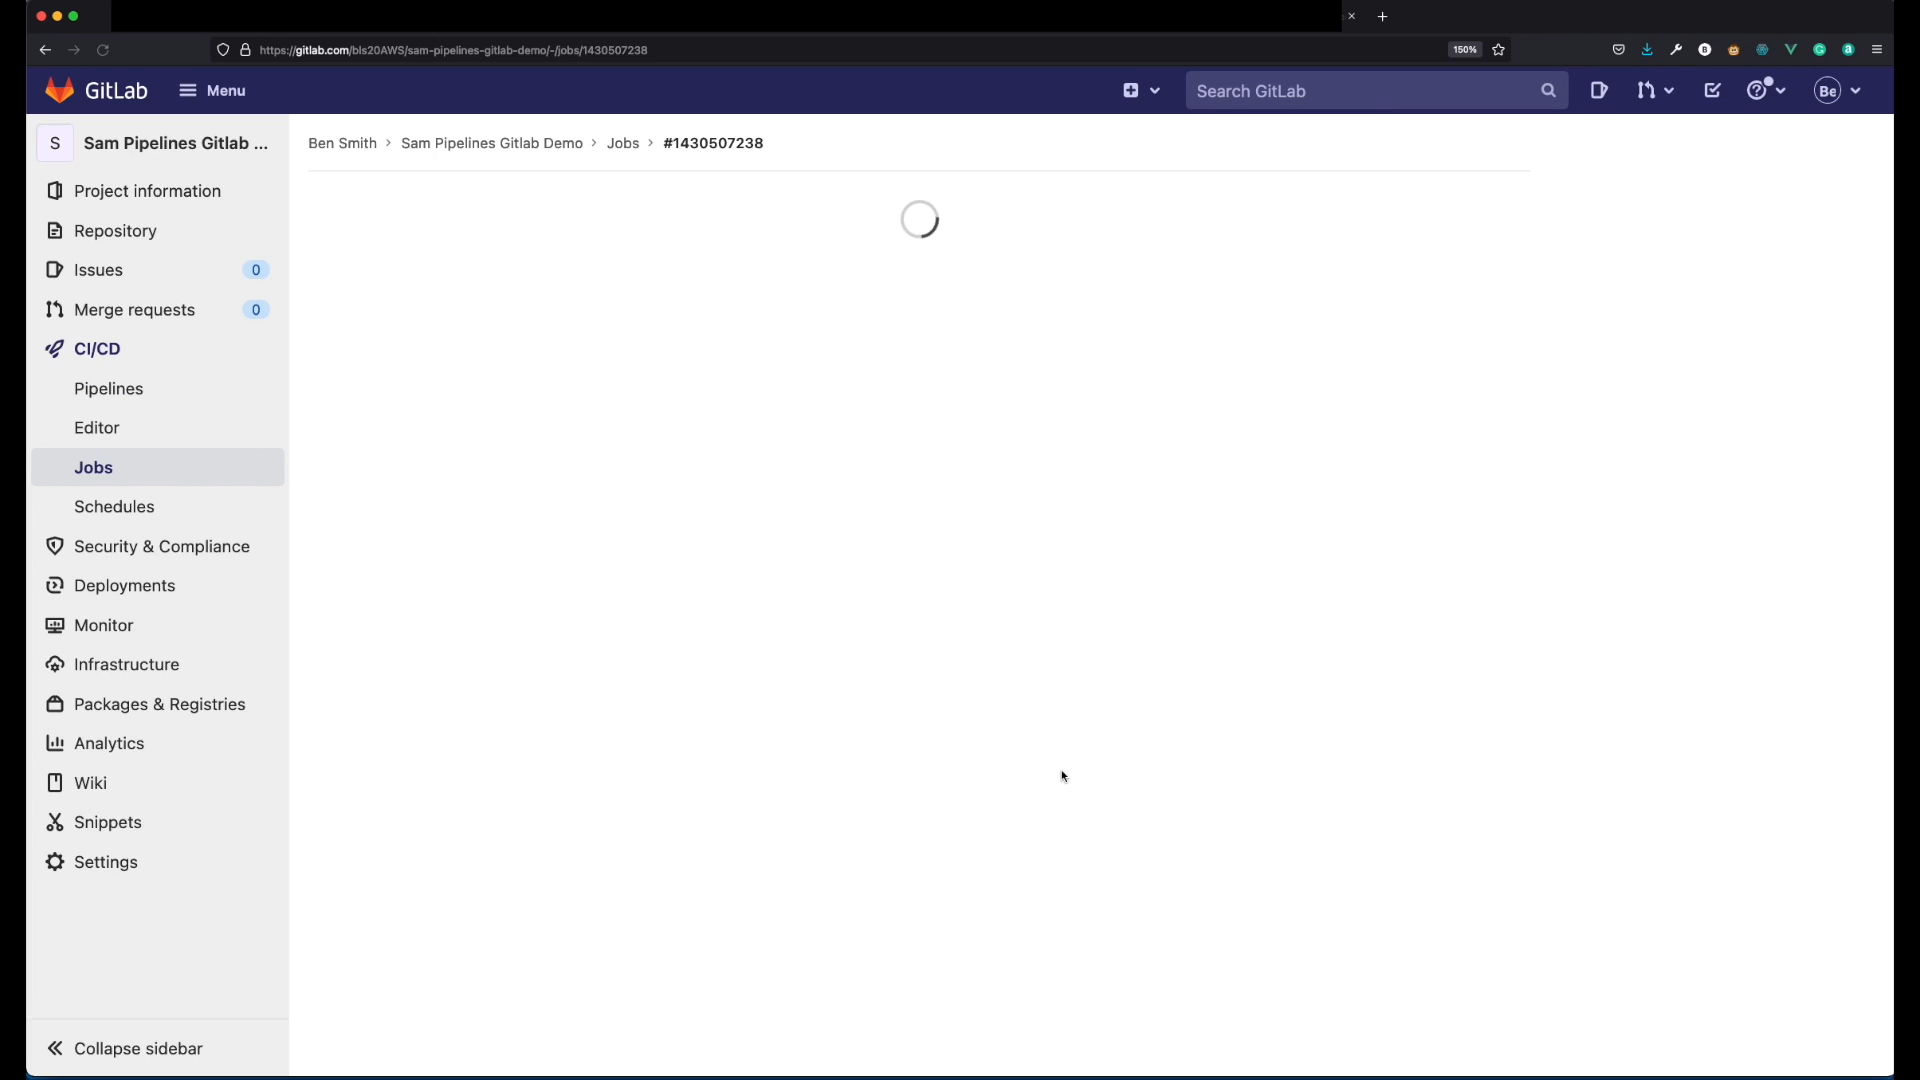 https://gitlab.com/bls20AWS/sam-pipelines-gitlab-demo/-/jobs/1430507238
150%
GitLab
Menu
Search GitLab
Be
S
Sam Pipelines Gitlab ...
Ben Smith > Sam Pipelines Gitlab Demo > Jobs > #1430507238
Project information
Repository
Issues 0
Merge requests 0
CI/CD
Pipelines
Editor
Jobs
Schedules
Security & Compliance
Deployments
Monitor
Infrastructure
Packages & Registries
Analytics
Wiki
Snippets
Settings
Collapse sidebar